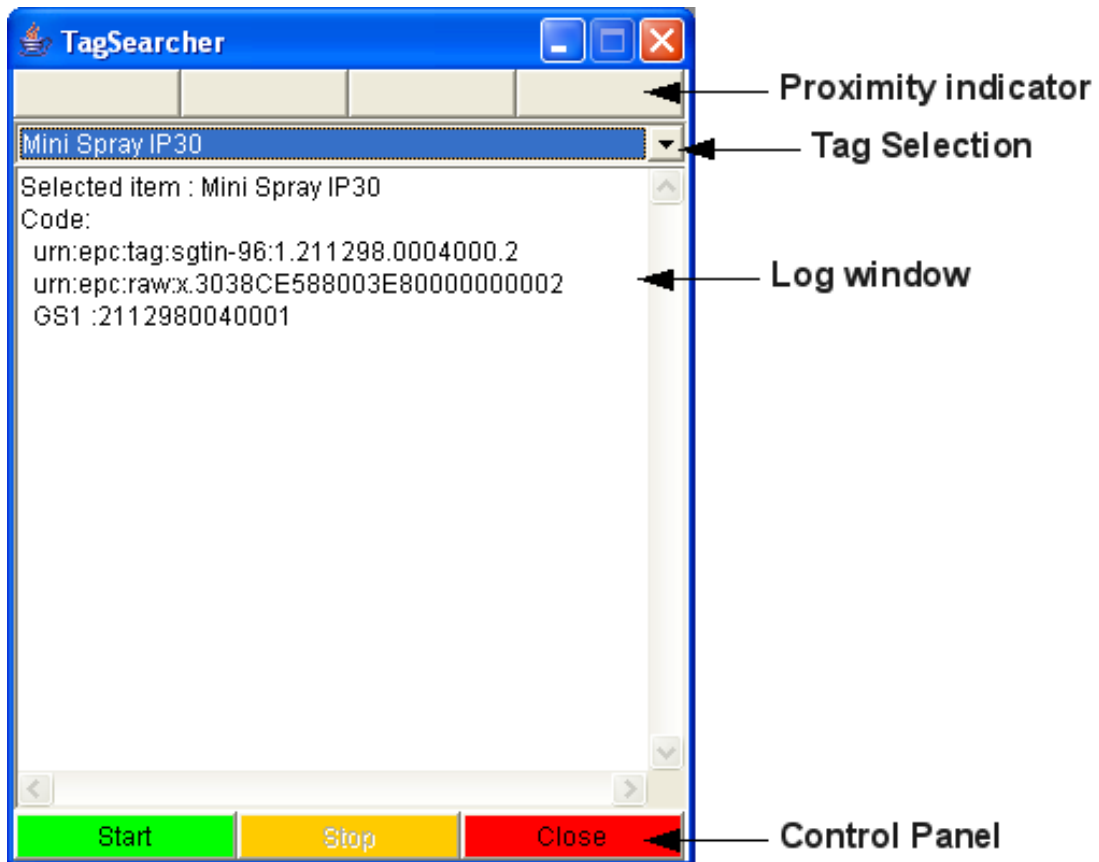 TagSearcher
Proximity indicator
Mini Spray IP30
Tag Selection
Selected item : Mini Spray IP30
Code:
urn:epc:tag:sgtin-96:1.211298.0004000.2
urn:epc:raw:x.3038CE588003E80000000002
Log window
GS1 :2112980040001
Start Stop Close
Control Panel